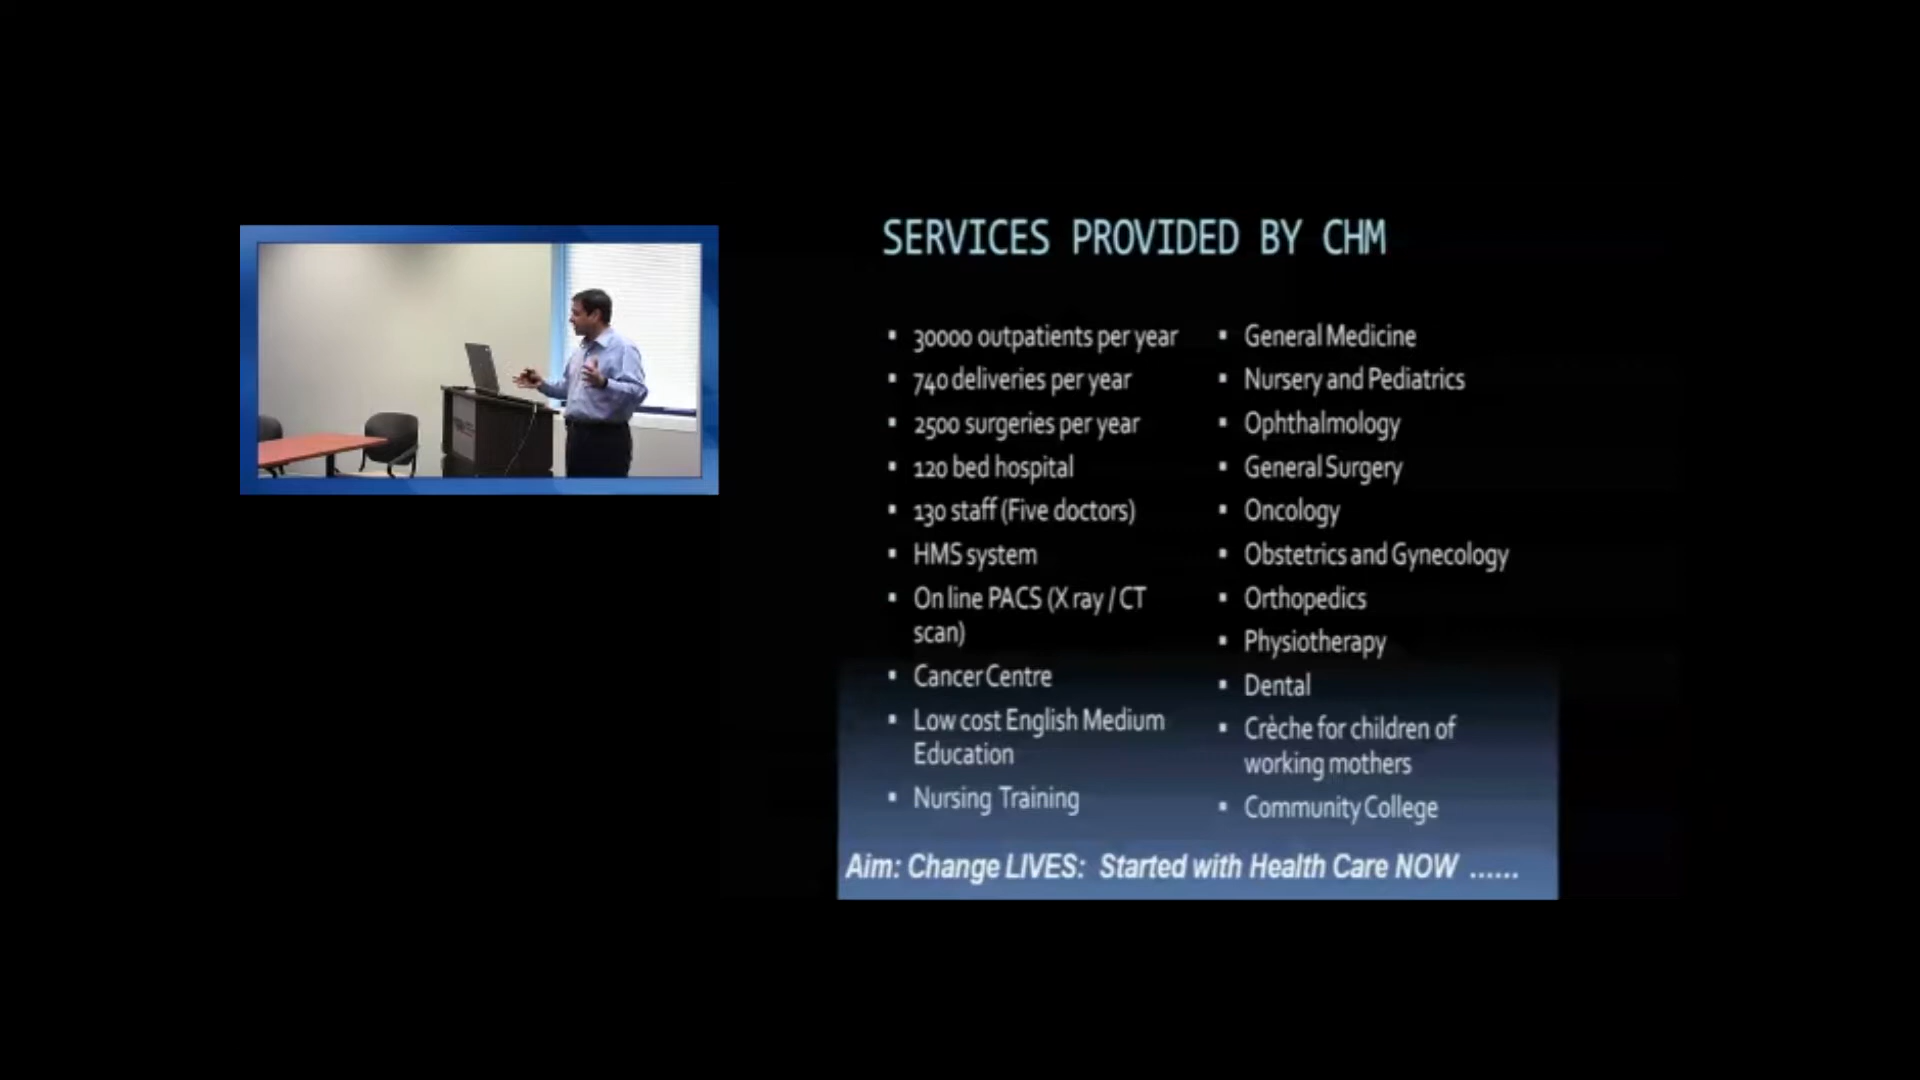 SERVICES PROVIDED BY CHM
▪ 30000 outpatients per year
▪ 740 deliveries per year
▪ 2500 surgeries per year
▪ 120 bed hospital
▪ 130 staff (Five doctors)
▪ HMS system
▪ On line PACS (X ray / CT
scan)
▪ Cancer Centre
▪ Low cost English Medium
Education
▪ Nursing Training
▪ General Medicine
▪ Nursery and Pediatrics
▪ Ophthalmology
▪ General Surgery
▪ Oncology
▪ Obstetrics and Gynecology
▪ Orthopedics
▪ Physiotherapy
▪ Dental
▪ Crèche for children of
working mothers
▪ Community College
Aim: Change LIVES: Started with Health Care NOW ......